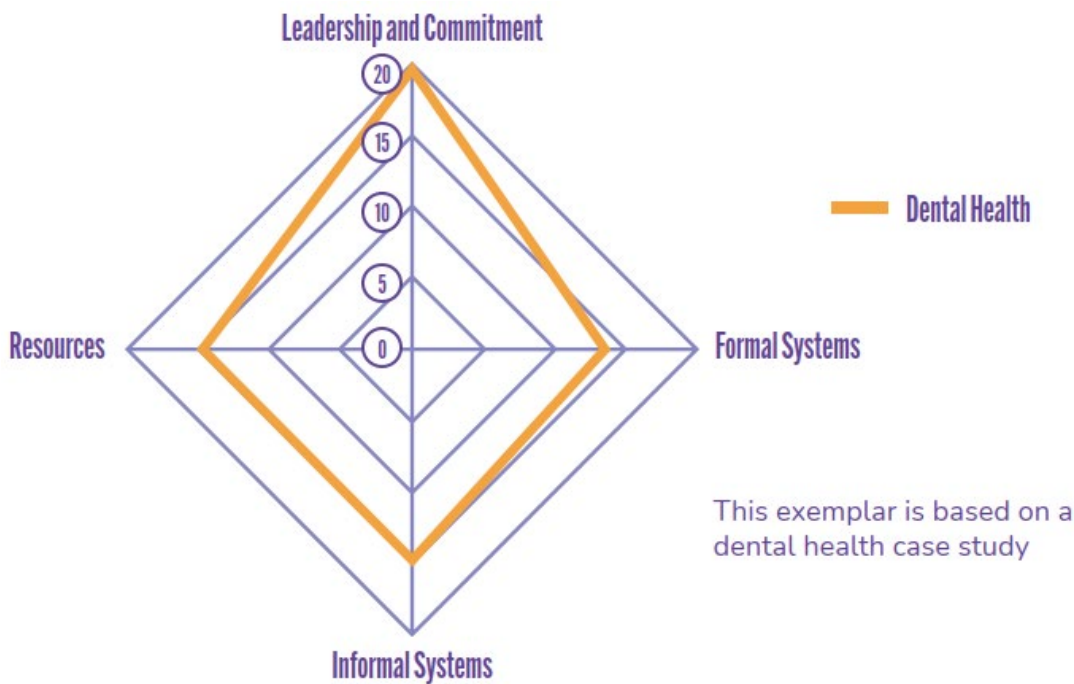 Leadership and Commitment
20
15
10
5
0
Dental Health
Resources
Formal Systems
This exemplar is based on a
dental health case study
Informal Systems